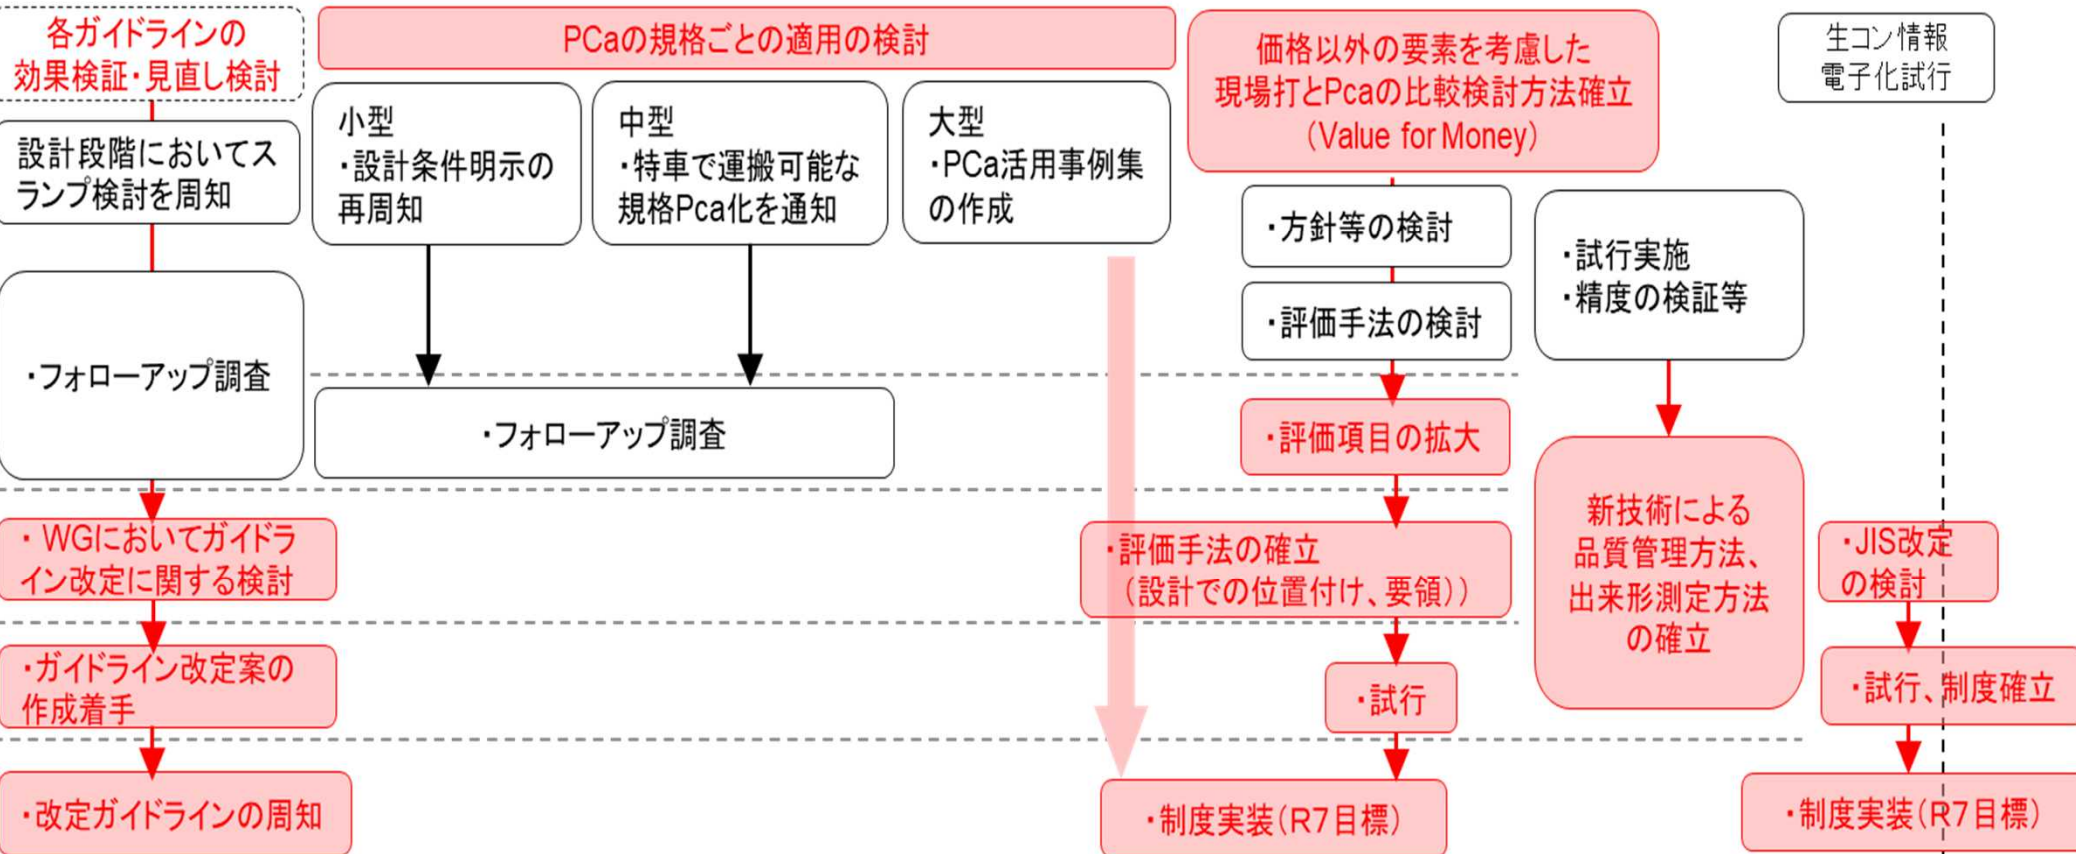 各ガイドラインの
効果検証・見直し検討
設計段階においてス
ランプ検討を周知
・フォローアップ調査
・ WGにおいてガイドラ
イン改定に関する検討
・ガイドライン改定案の
作成着手
・改定ガイドラインの周知
PCaの規格ごとの適用の検討
小型
・設計条件明示の
再周知
中型
・特車で運搬可能な
規格Pca化を通知
大型
・PCa活用事例集
の作成
・フォローアップ調査
価格以外の要素を考慮した
現場打とPcaの比較検討方法確立
（Value for Money）
・方針等の検討
・評価手法の検討
・評価項目の拡大
・評価手法の確立
（設計での位置付け、要領））
・試行
・制度実装（R7目標）
・試行実施
・精度の検証等
新技術による
品質管理方法、
出来形測定方法
の確立
生コン情報
電子化試行
・JIS改定
の検討
・試行、制度確立
・制度実装（R7目標）